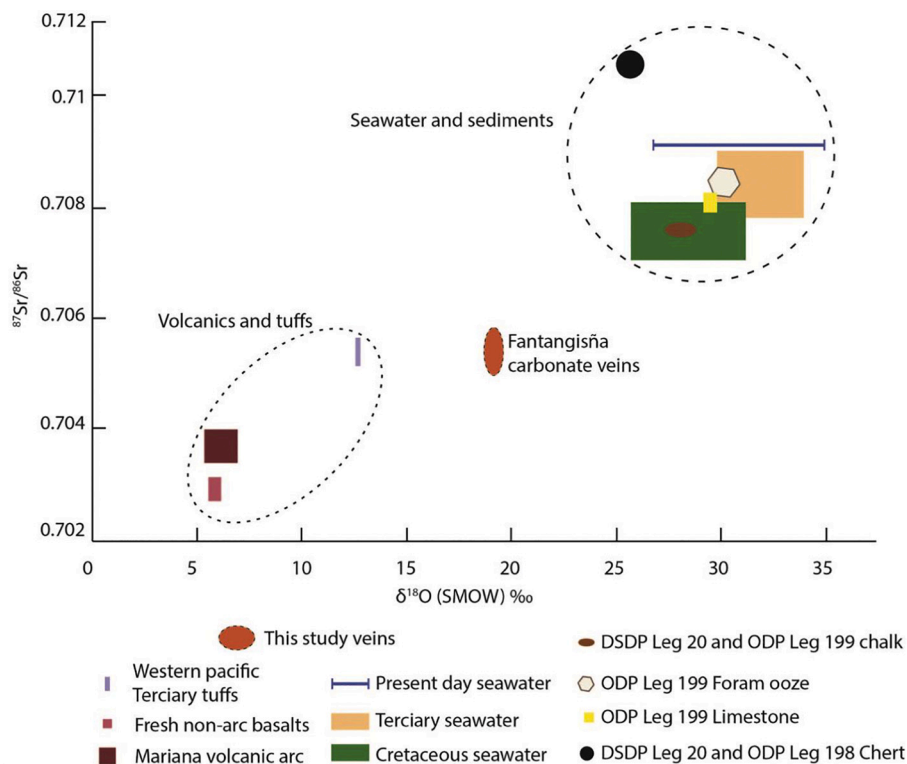 0.712
0.71
Seawater and sediments
0.708
⁸⁷Sr/⁸⁶Sr
0.706
Volcanics and tuffs
Fantangisña
carbonate veins
0.704
0.702
0 5 10 15 20 25 30 35
δ¹⁸O (SMOW) ‰
This study veins
DSDP Leg 20 and ODP Leg 199 chalk
Western pacific
Terciary tuffs
Present day seawater
ODP Leg 199 Foram ooze
Fresh non-arc basalts
Terciary seawater
ODP Leg 199 Limestone
Mariana volcanic arc
Cretaceous seawater
DSDP Leg 20 and ODP Leg 198 Chert